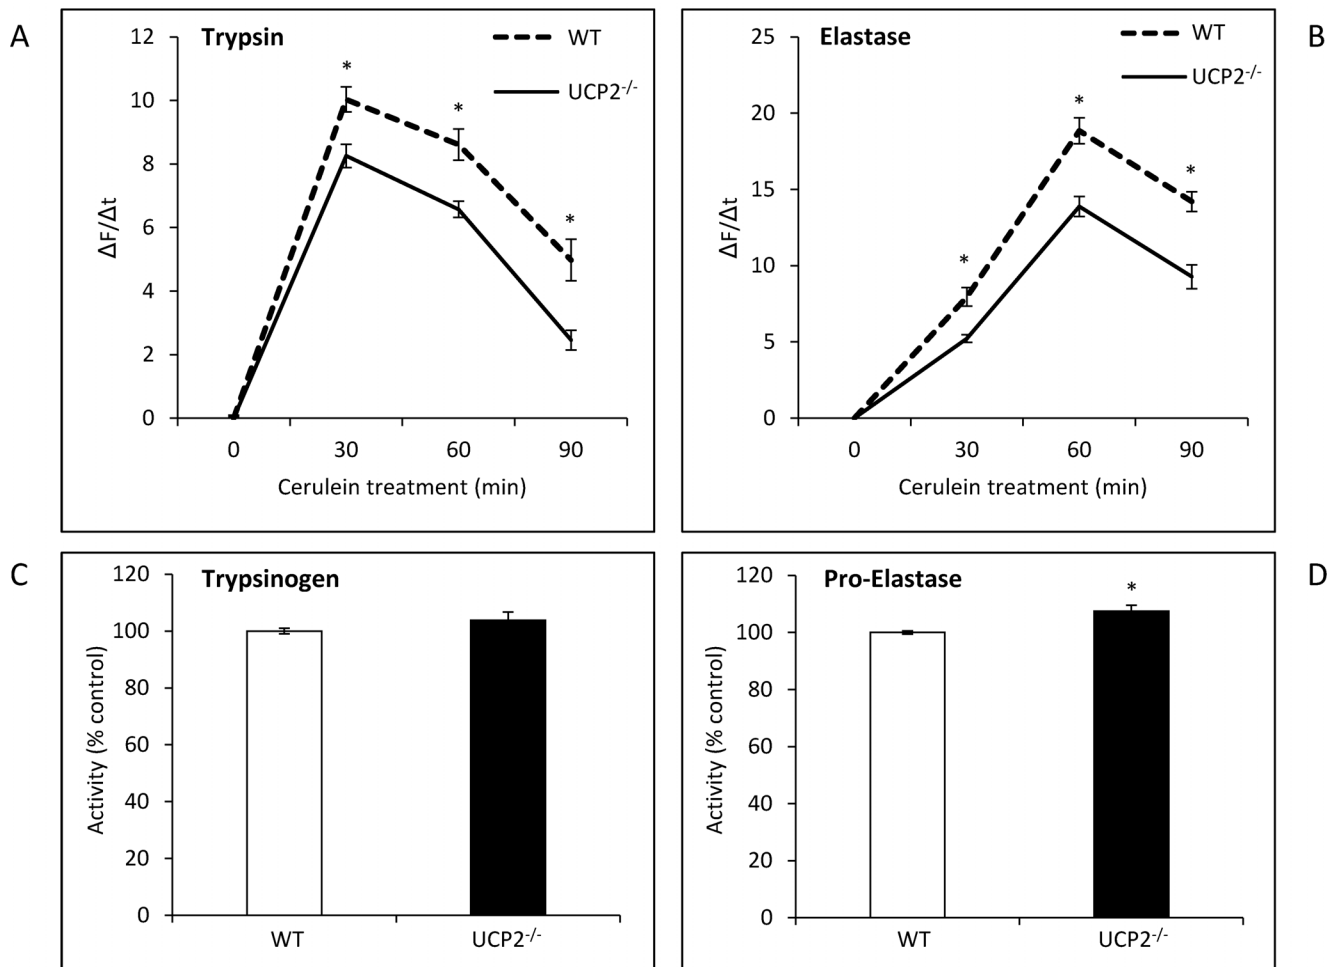 A
Trypsin
WT
UCP2-/-
12
10
8
6
4
2
0
ΔF/Δt
* * *
0 30 60 90
Cerulein treatment (min)
B
Elastase
WT
UCP2-/-
25
20
15
10
5
0
ΔF/Δt
* * *
0 30 60 90
Cerulein treatment (min)
C
Trypsinogen
120
100
80
60
40
20
0
Activity (% control)
WT UCP2-/-
D
Pro-Elastase
*
120
100
80
60
40
20
0
Activity (% control)
WT UCP2-/-